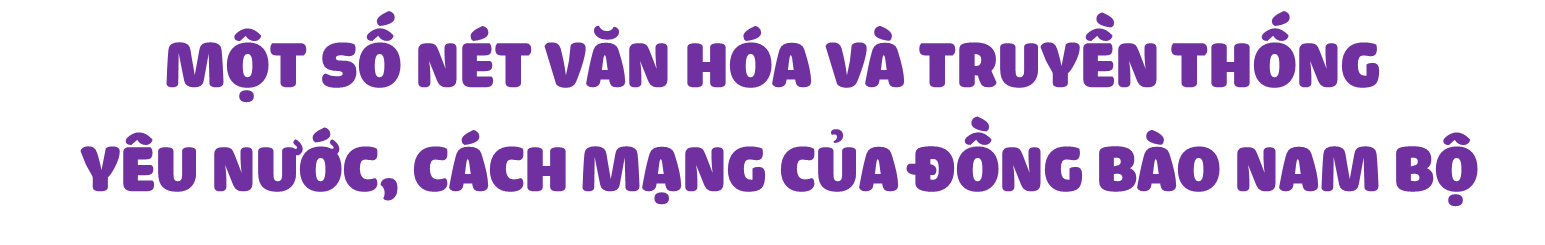 MỘT SỐ NÉT VĂN HÓA VÀ TRUYỀN THỐNG
YÊU NƯỚC, CÁCH MẠNG CỦA ĐỒNG BÀO NAM BỘ